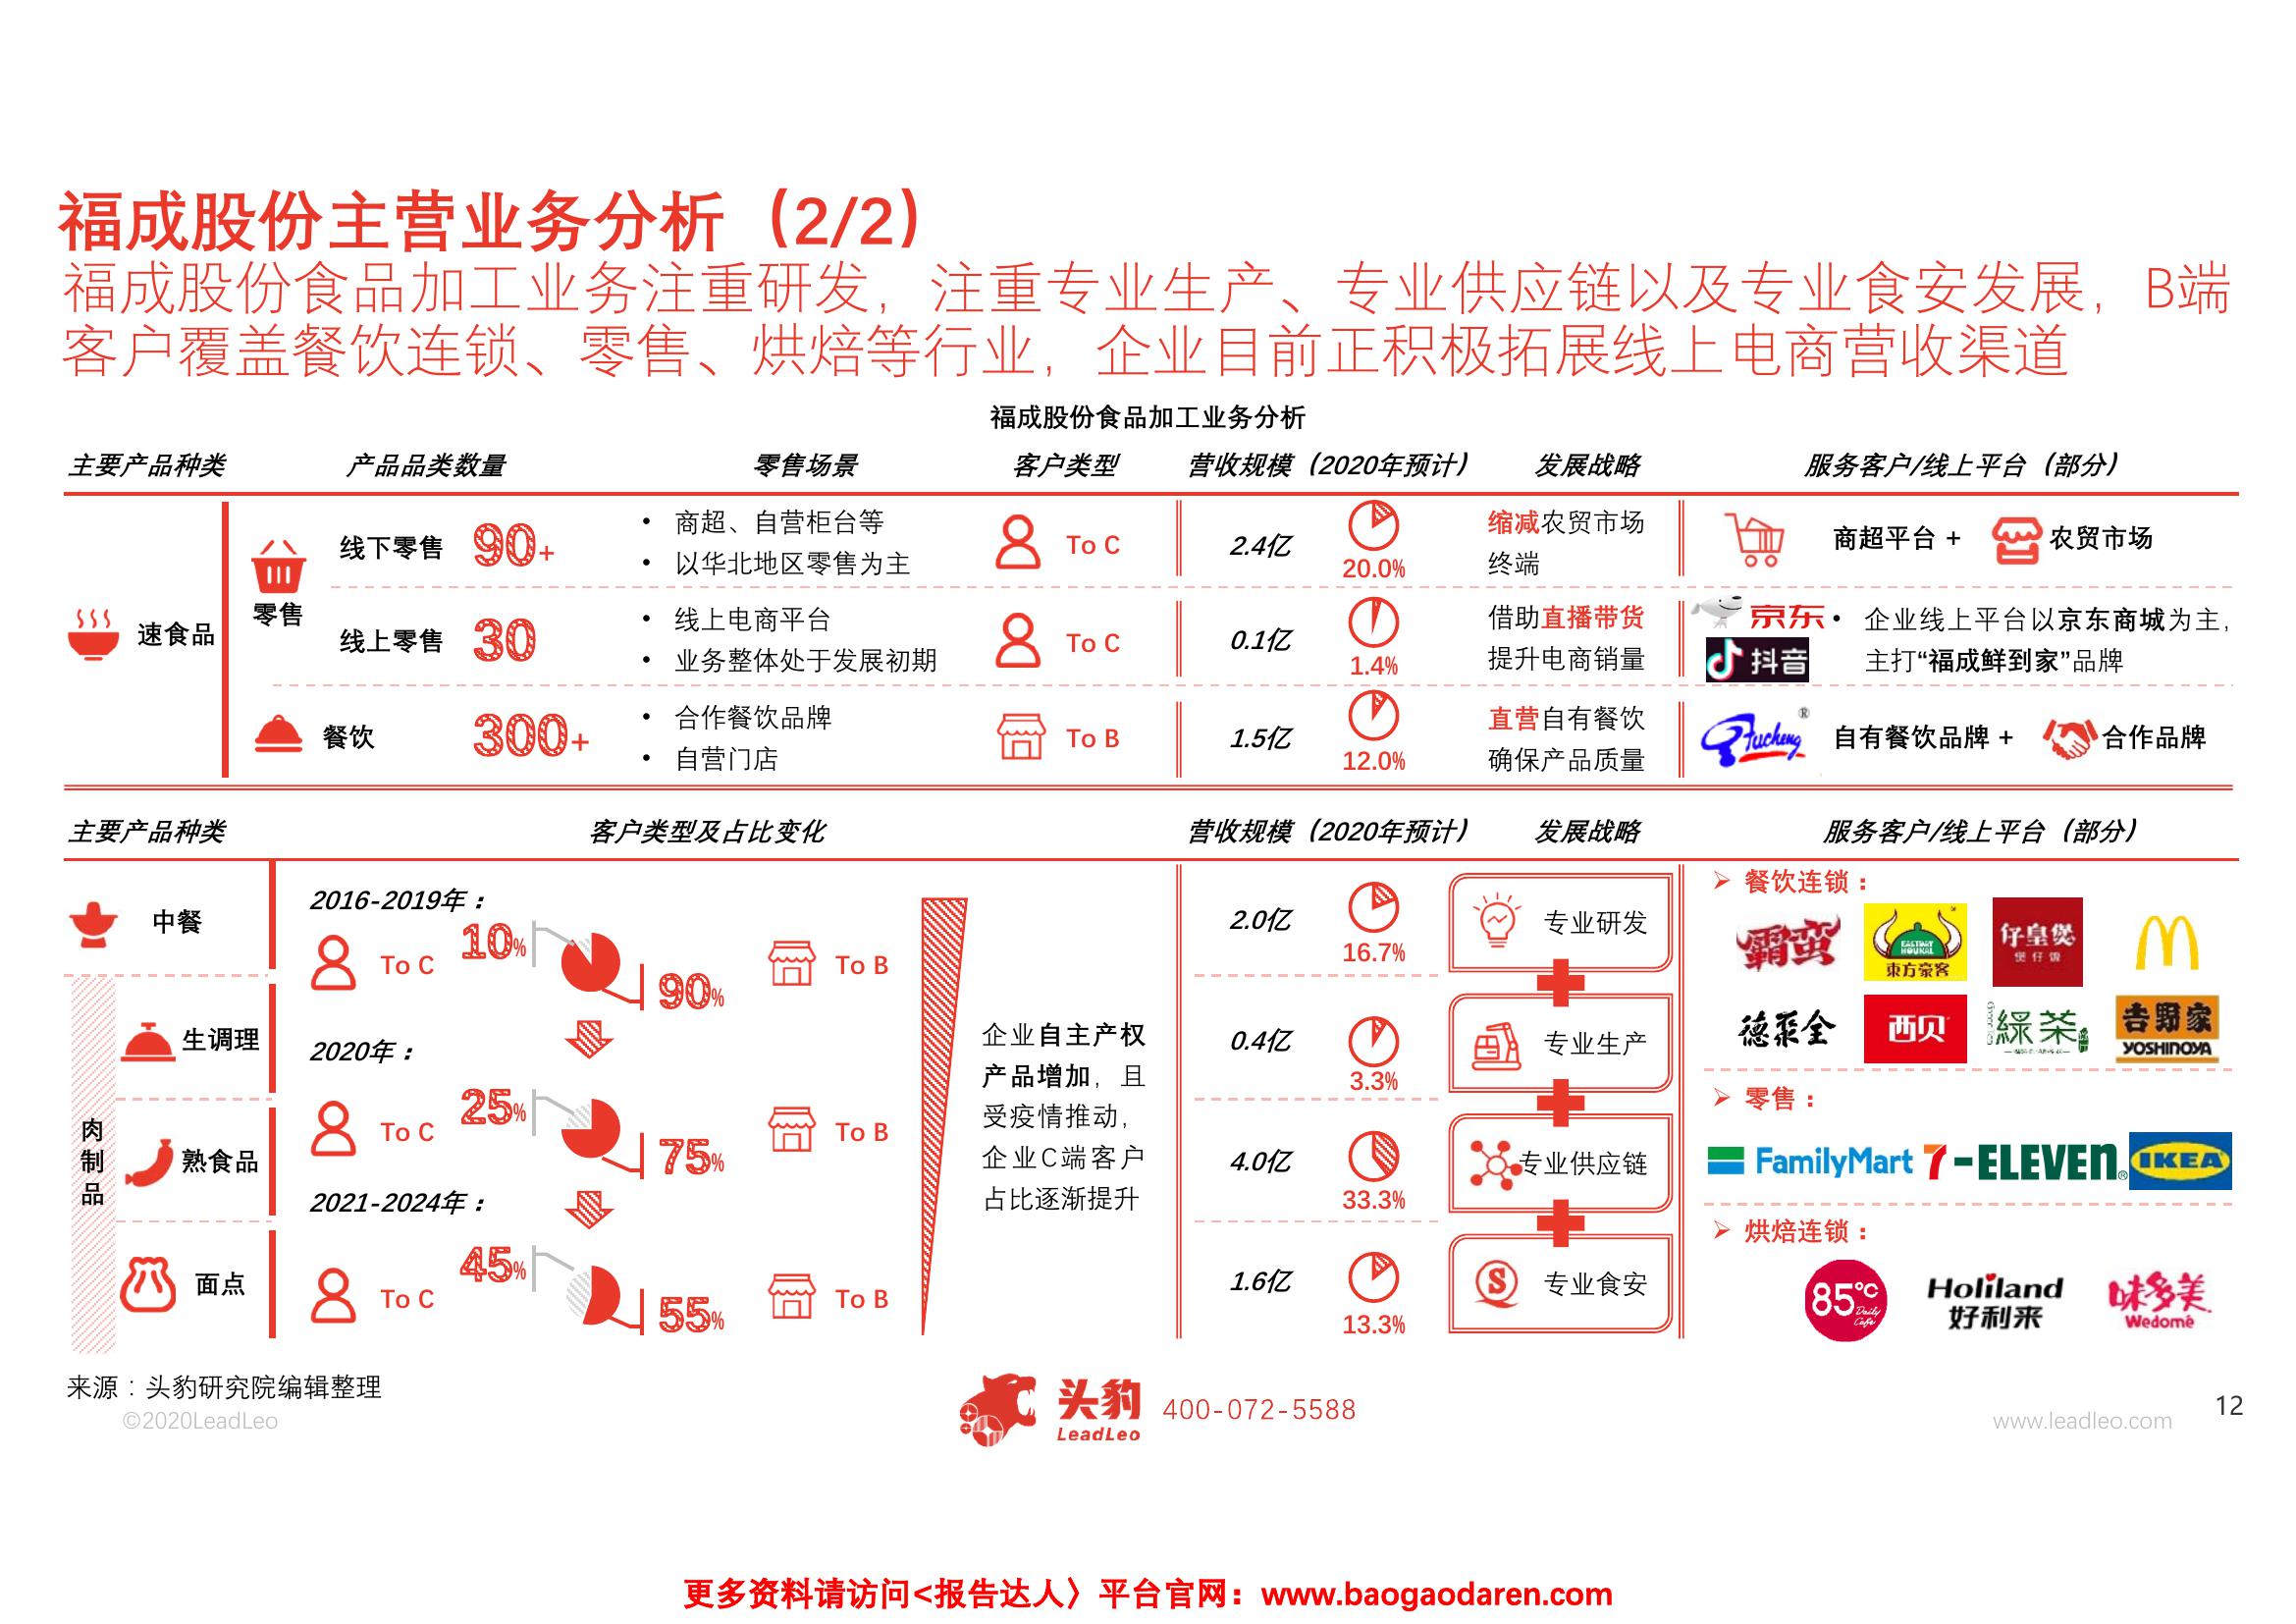 福成股份主营业务分析（2/2）
福成股份食品加工业务注重研发，注重专业生产、专业供应链以及专业食安发展，B端
客户覆盖餐饮连锁、零售、烘焙等行业，企业目前正积极拓展线上电商营收渠道
福成股份食品加工业务分析
主要产品种类 产品品类数量 零售场景 客户类型 营收规模（2020年预计） 发展战略 服务客户/线上平台（部分）
速食品
零售
线下零售 90+
• 商超、自营柜台等
• 以华北地区零售为主
To C
2.4亿
20.0%
缩减农贸市场
终端
商超平台 + 农贸市场
线上零售 30
• 线上电商平台
• 业务整体处于发展初期
To C
0.1亿
1.4%
借助直播带货
提升电商销量
京东
抖音
• 企业线上平台以京东商城为主，
主打“福成鲜到家”品牌
餐饮 300+
• 合作餐饮品牌
• 自营门店
To B
1.5亿
12.0%
直营自有餐饮
确保产品质量
Fucheng®
自有餐饮品牌 + 合作品牌
主要产品种类 客户类型及占比变化 营收规模（2020年预计） 发展战略 服务客户/线上平台（部分）
中餐
肉制品
生调理
熟食品
面点
2016-2019年：
To C 10% 90% To B
2020年：
To C 25% 75% To B
2021-2024年：
To C 45% 55% To B
企业自主产权
产品增加，且
受疫情推动，
企业C端客户
占比逐渐提升
2.0亿
16.7%
0.4亿
3.3%
4.0亿
33.3%
1.6亿
13.3%
专业研发
专业生产
专业供应链
S 专业食安
➢ 餐饮连锁：
霸蛮
東方豪客
仔皇煲
煲仔饭
西贝
綠茶
吉野家
YOSHINOYA
➢ 零售：
FamilyMart 7-ELEVEn® IKEA
➢ 烘焙连锁：
85℃ Daily Cafe
Holiland
好利来
味多美
Wedome
来源：头豹研究院编辑整理
©2020LeadLeo
头豹
LeadLeo
400-072-5588
www.leadleo.com
12
更多资料请访问<报告达人〉平台官网：www.baogaodaren.com